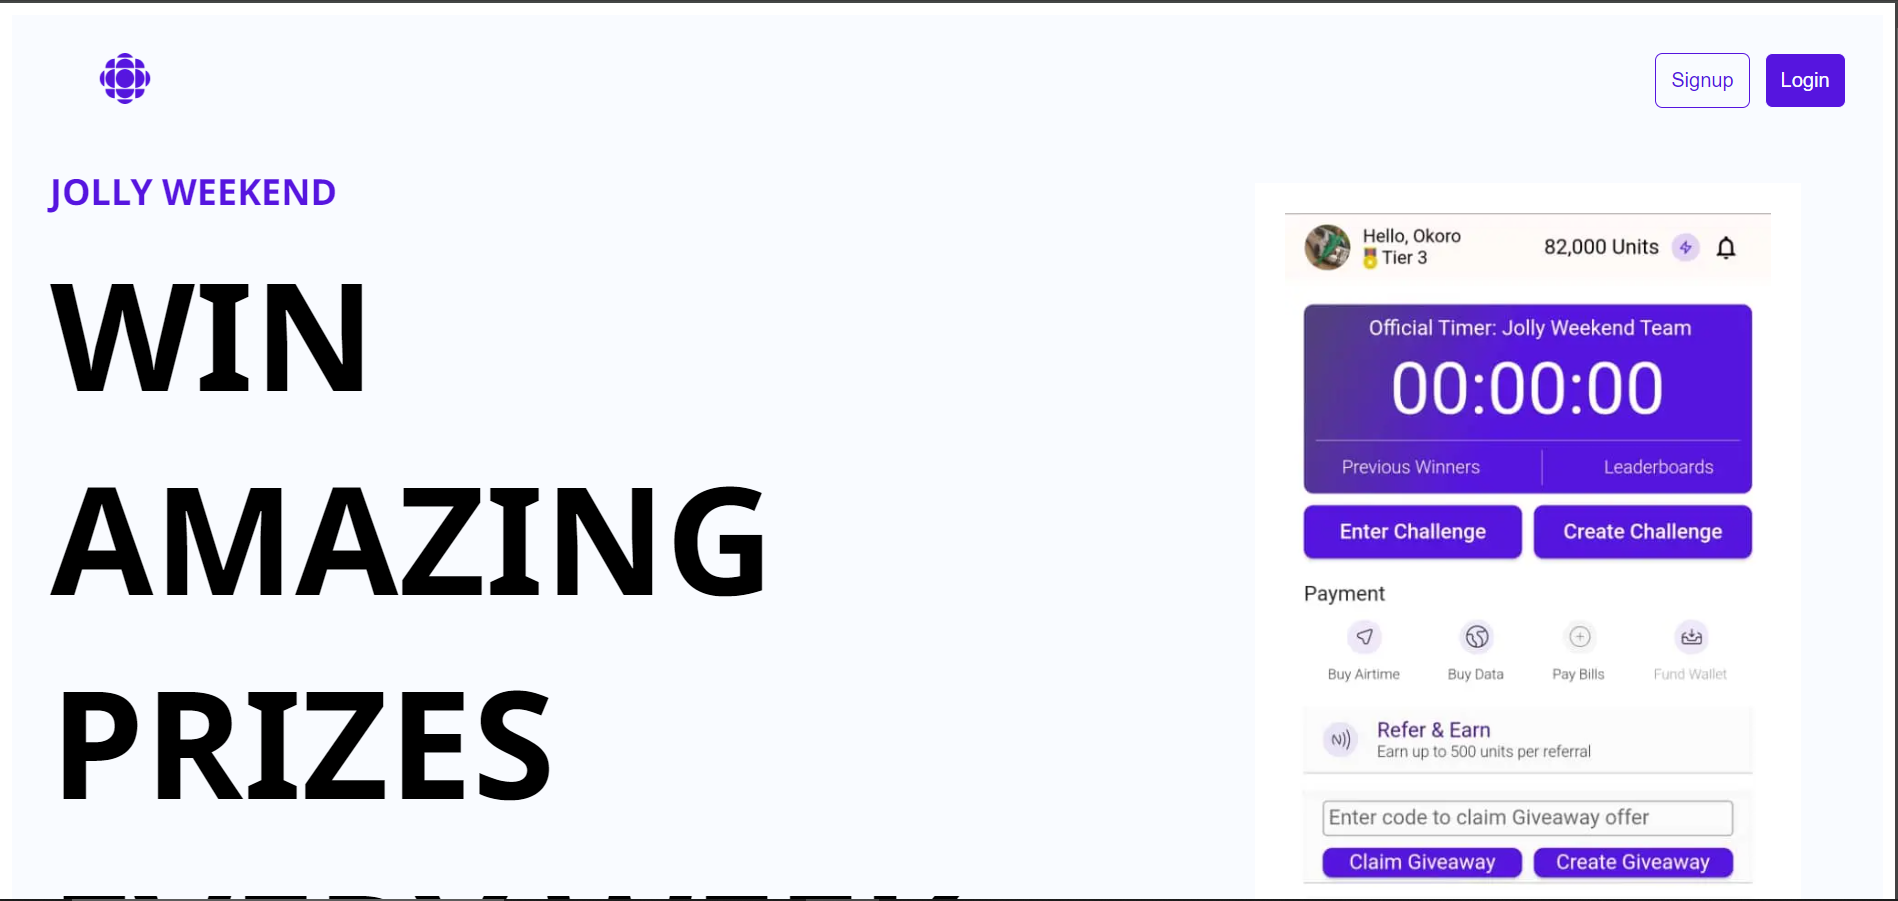 Signup Login
JOLLY WEEKEND
WIN
AMAZING
PRIZES
EVERY WEEK
Hello, Okoro
Tier 3
82,000 Units
Official Timer: Jolly Weekend Team
00:00:00
Previous Winners Leaderboards
Enter Challenge Create Challenge
Payment
Buy Airtime Buy Data Pay Bills Fund Wallet
Refer & Earn
Earn up to 500 units per referral
Enter code to claim Giveaway offer
Claim Giveaway Create Giveaway